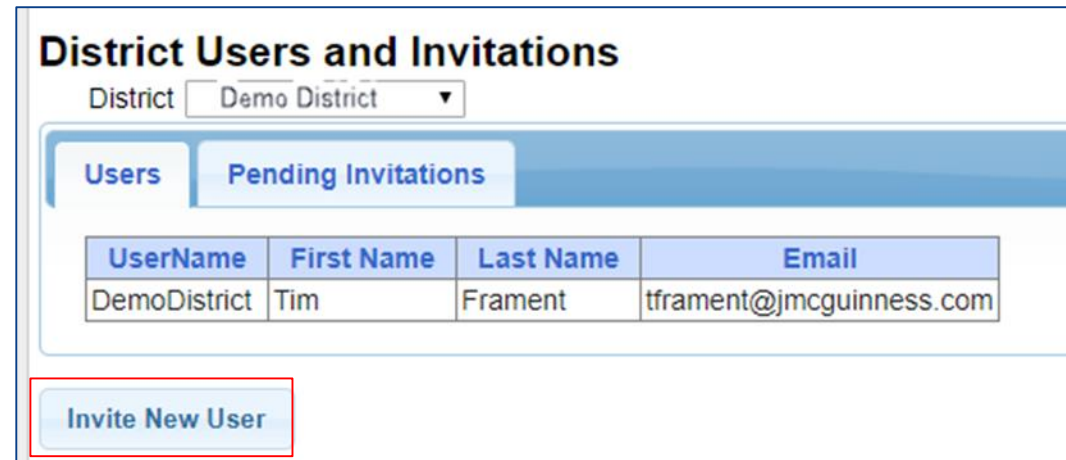 District Users and Invitations
District Demo District
Users Pending Invitations
UserName First Name Last Name Email
DemoDistrict Tim Frament tframent@jmcguinness.com
Invite New User